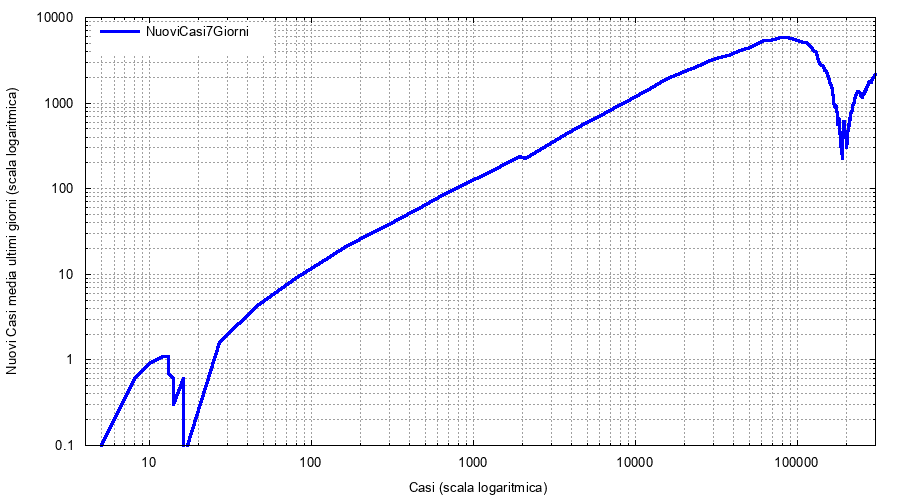 10000
NuoviCasi7Giorni
1000
100
10
1
0.1
Nuovi Casi media ultimi giorni (scala logaritmica)
10 100 1000 10000 100000
Casi (scala logaritmica)